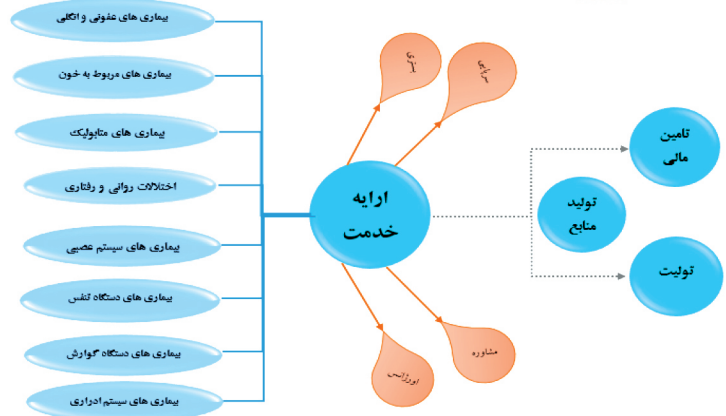 بیماری های عفونی و انگلی
بیماری های مربوط به خون
بیماری های متابولیک
اختلالات روانی و رفتاری
بیماری های سیستم عصبی
بیماری های دستگاه تنفس
بیماری های دستگاه گوارش
بیماری های سیستم ادراری
بستری
سرپایی
ارایه
خدمت
مشاوره
اورژانس
تامین
مالی
تولید
منابع
تولیت